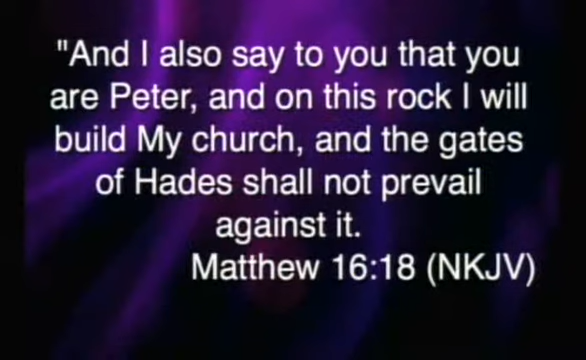 "And I also say to you that you
are Peter, and on this rock I will
build My church, and the gates
of Hades shall not prevail
against it.
Matthew 16:18 (NKJV)